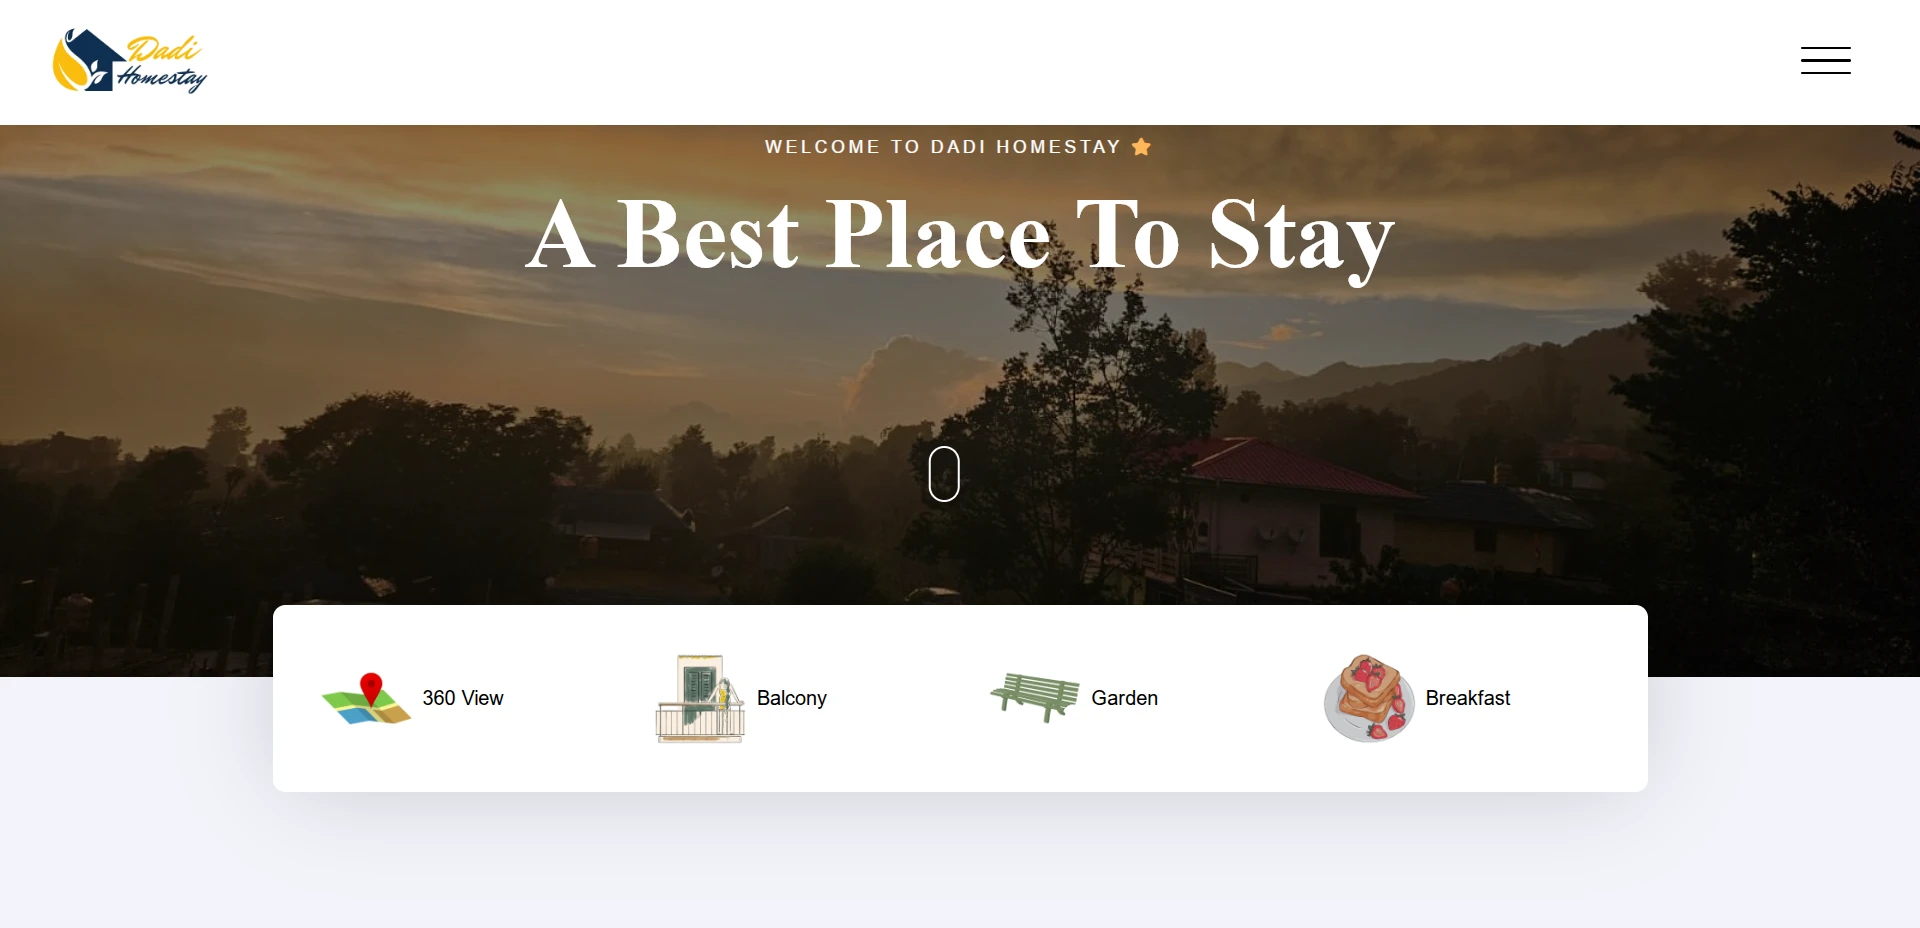 Dadi
Homestay
WELCOME TO DADI HOMESTAY
A Best Place To Stay
360 View
Balcony
Garden
Breakfast